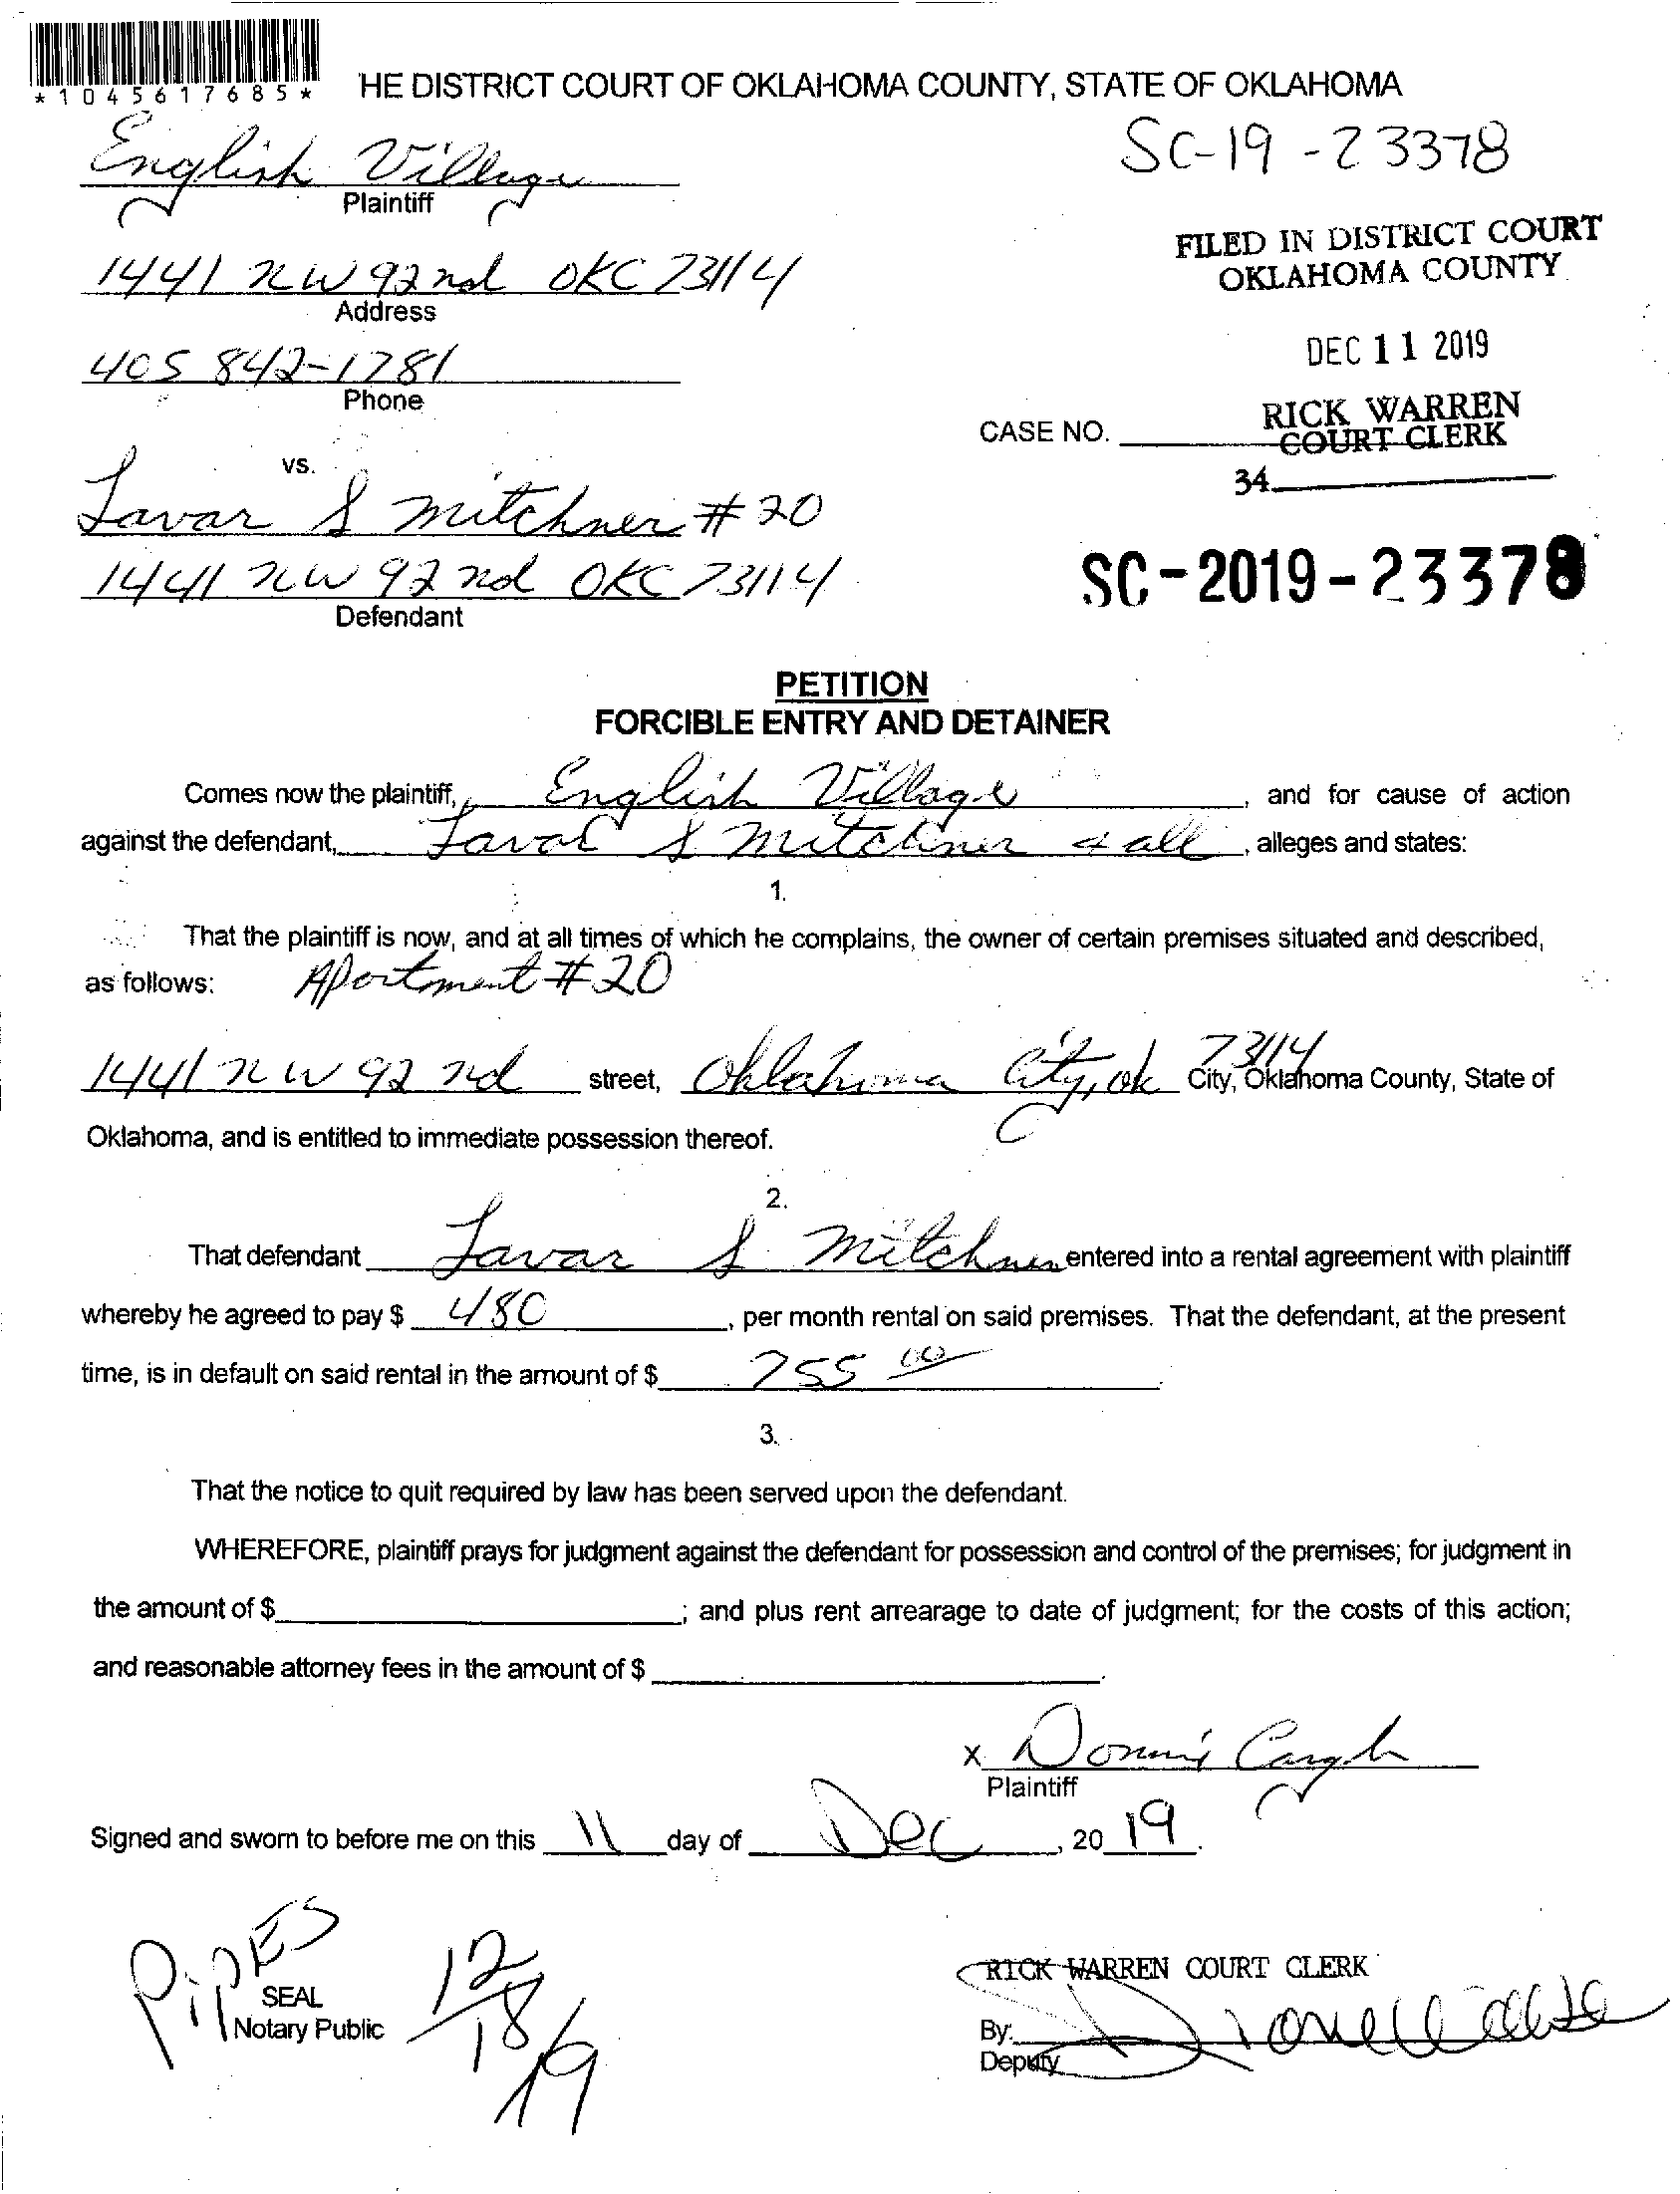 *1045617685*
HE DISTRICT COURT OF OKLAHOMA COUNTY, STATE OF OKLAHOMA
English Village
SC-19-23378
Plaintiff
FILED IN DISTRICT COURT
OKLAHOMA COUNTY
1441 NW 92nd OKC 73114
Address
DEC 11 2019
405 842-1781
Phone
RICK WARREN
COURT CLERK
CASE NO.
34
vs.
Lavar S Mitchner #20
1441 NW 92nd OKC 73114
Defendant
SC-2019-23378
PETITION
FORCIBLE ENTRY AND DETAINER
Comes now the plaintiff, English Village, and for cause of action
against the defendant, Lavar S Mitchner & all, alleges and states:
1.
That the plaintiff is now, and at all times of which he complains, the owner of certain premises situated and described,
as follows: Apartment #20
1441 NW 92nd street, Oklahoma City, ok 73114 City, Oklahoma County, State of
Oklahoma, and is entitled to immediate possession thereof.
2.
That defendant Lavar S Mitchner entered into a rental agreement with plaintiff
whereby he agreed to pay $ 480, per month rental on said premises. That the defendant, at the present
time, is in default on said rental in the amount of $ 755 00.
3.
That the notice to quit required by law has been served upon the defendant.
WHEREFORE, plaintiff prays for judgment against the defendant for possession and control of the premises; for judgment in
the amount of $ ; and plus rent arrearage to date of judgment; for the costs of this action;
and reasonable attorney fees in the amount of $ .
X
Plaintiff
Signed and sworn to before me on this 11 day of Dec, 2019.
PipES
12/18/19
SEAL
Notary Public
RICK WARREN COURT CLERK
By:
Deputy